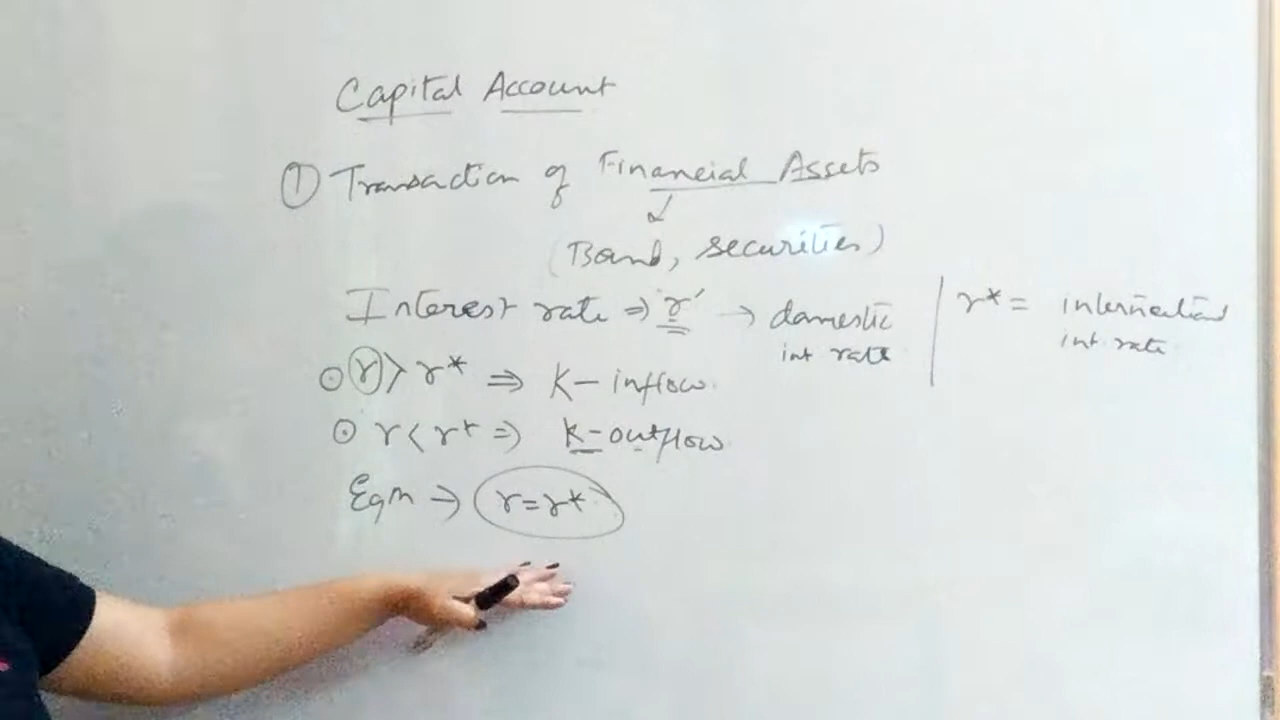 Capital Account
① Transaction of Financial Assets
↓
(Bond, securities)
Interest rate ⇒ 'r' → domestic int rate | r* = international int rate
⊙ r > r* ⇒ K- inflow
⊙ r < r* ⇒ K-outflow
Eqm → r=r*